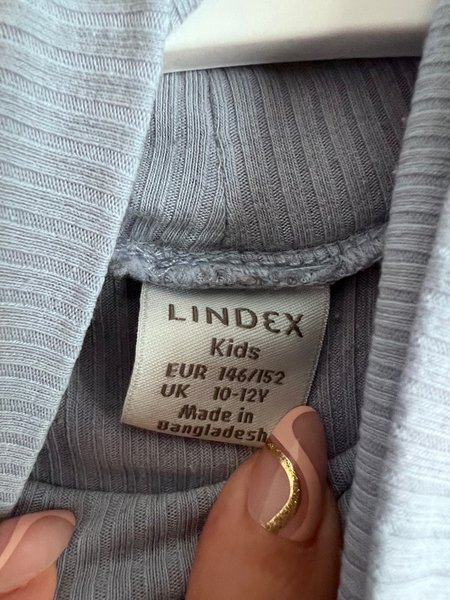 LINDEX
Kids
EUR 146/152
UK 10-12Y
Made in
Bangladesh